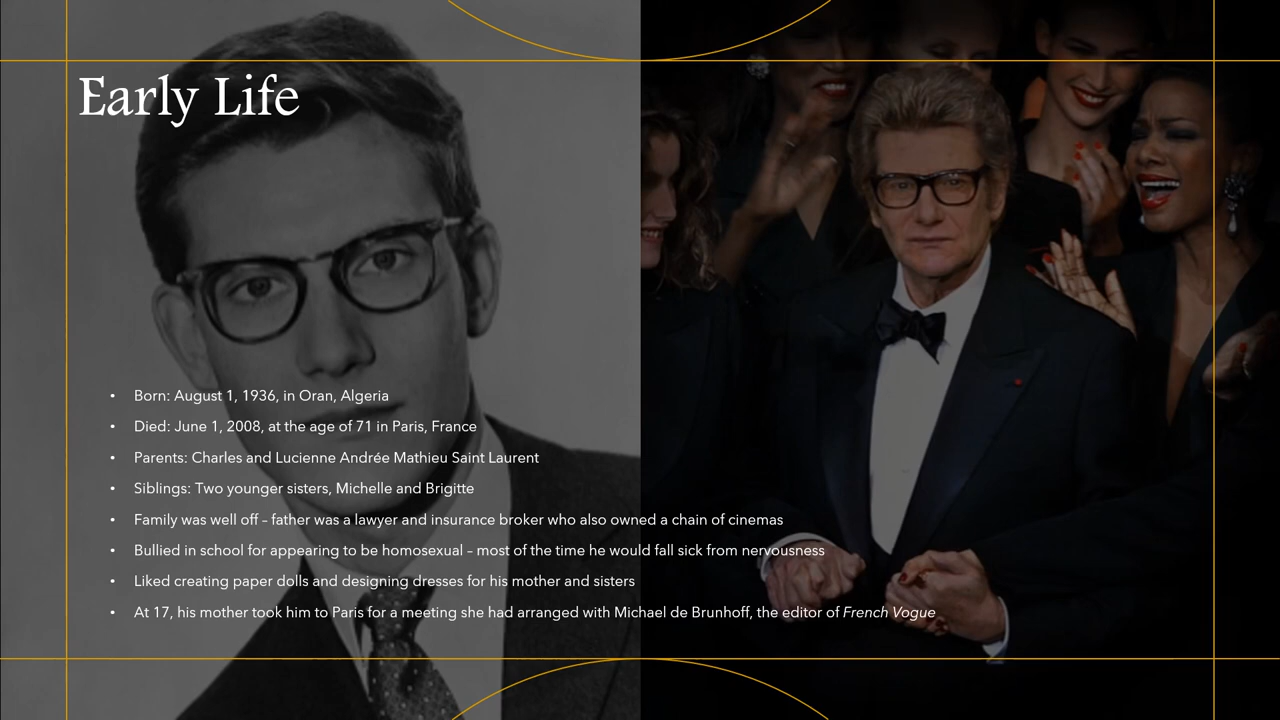 Early Life
• Born: August 1, 1936, in Oran, Algeria
• Died: June 1, 2008, at the age of 71 in Paris, France
• Parents: Charles and Lucienne Andrée Mathieu Saint Laurent
• Siblings: Two younger sisters, Michelle and Brigitte
• Family was well off – father was a lawyer and insurance broker who also owned a chain of cinemas
• Bullied in school for appearing to be homosexual – most of the time he would fall sick from nervousness
• Liked creating paper dolls and designing dresses for his mother and sisters
• At 17, his mother took him to Paris for a meeting she had arranged with Michael de Brunhoff, the editor of French Vogue